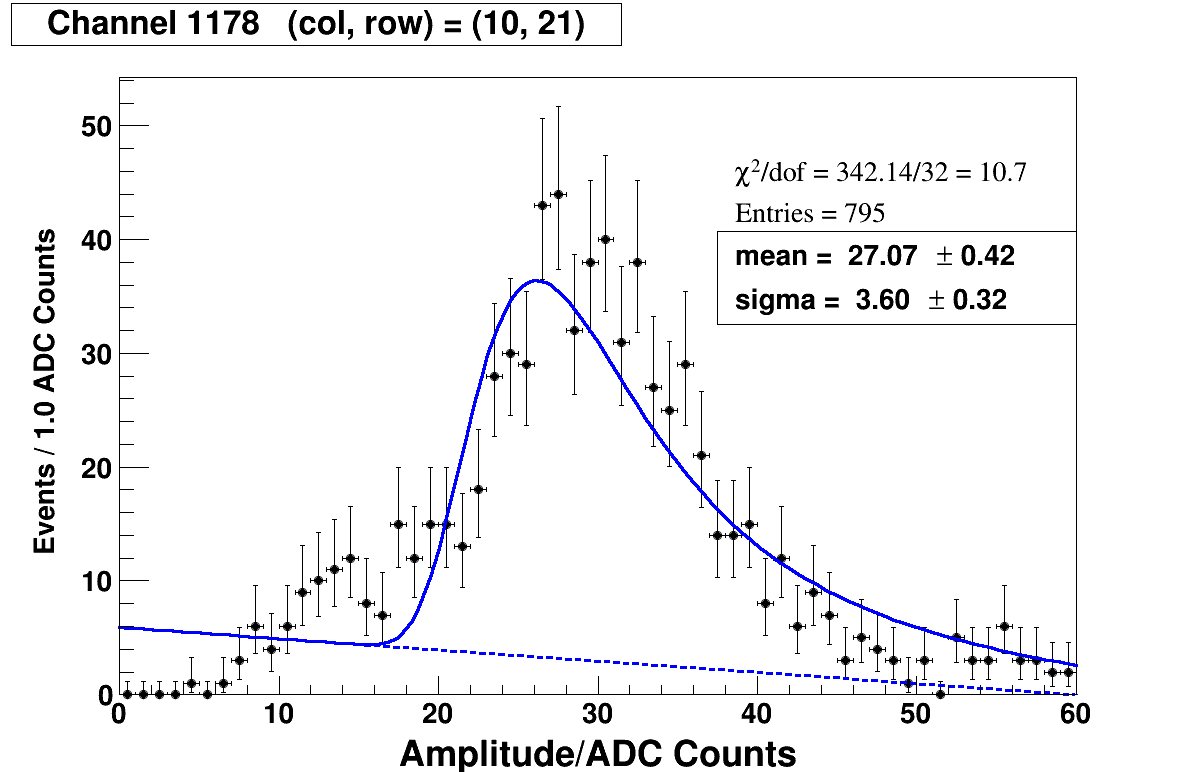 Channel 1178 (col, row) = (10, 21)
χ²/dof = 342.14/32 = 10.7
Entries = 795
mean = 27.07 ± 0.42
sigma = 3.60 ± 0.32
Events / 1.0 ADC Counts
50
40
30
20
10
0
0 10 20 30 40 50 60
Amplitude/ADC Counts